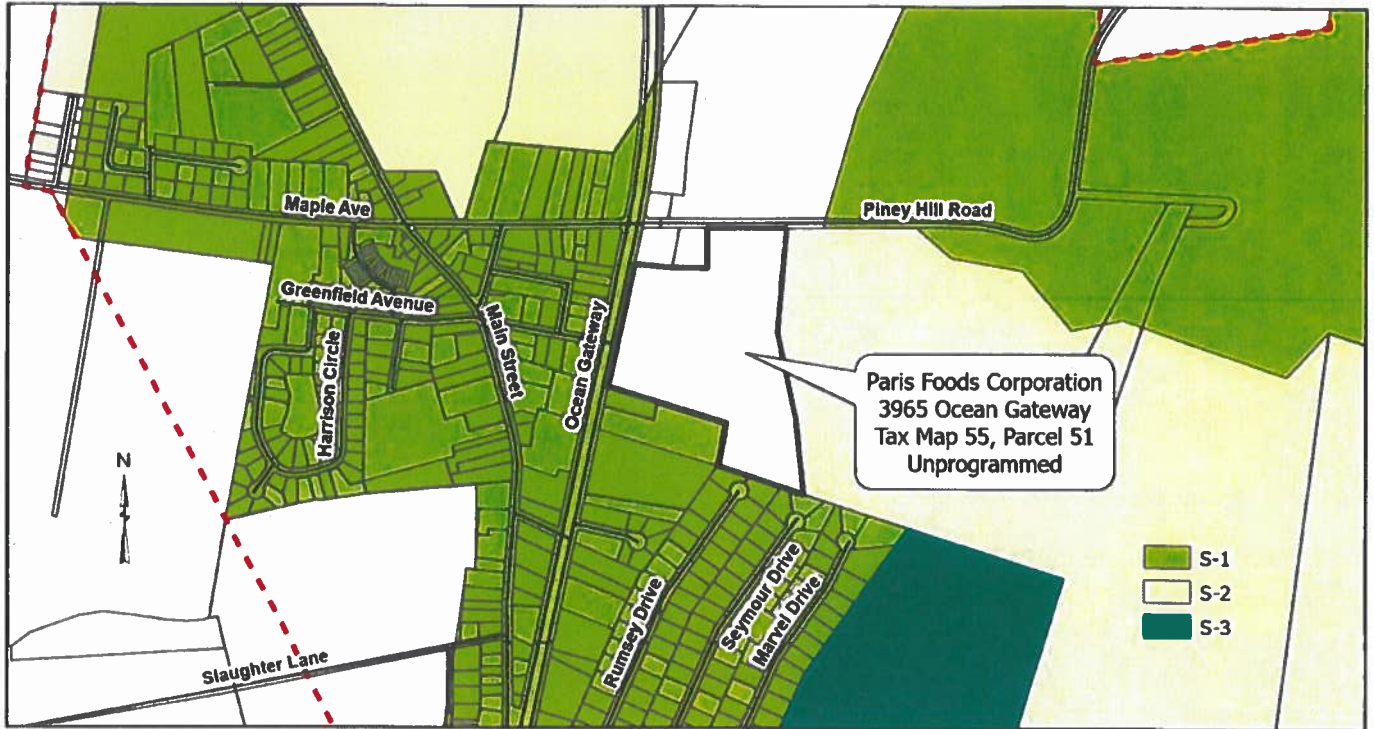 Maple Ave
Piney Hill Road
Greenfield Avenue
Harrison Circle
Main Street
Ocean Gateway
Paris Foods Corporation
3965 Ocean Gateway
Tax Map 55, Parcel 51
Unprogrammed
N
S-1
S-2
S-3
Rumsey Drive
Seymour Drive
Marvel Drive
Slaughter Lane